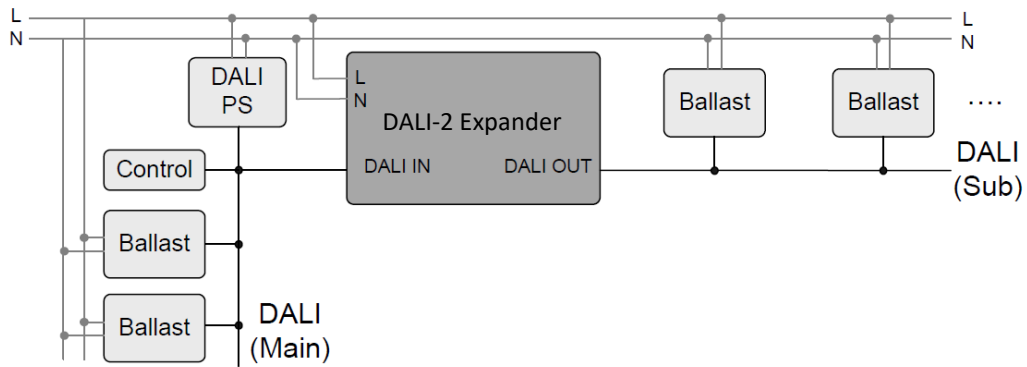 L
N
L
N
DALI
PS
L
N
DALI-2 Expander
DALI IN
DALI OUT
Ballast
Ballast
....
DALI
(Sub)
Control
Ballast
Ballast
DALI
(Main)